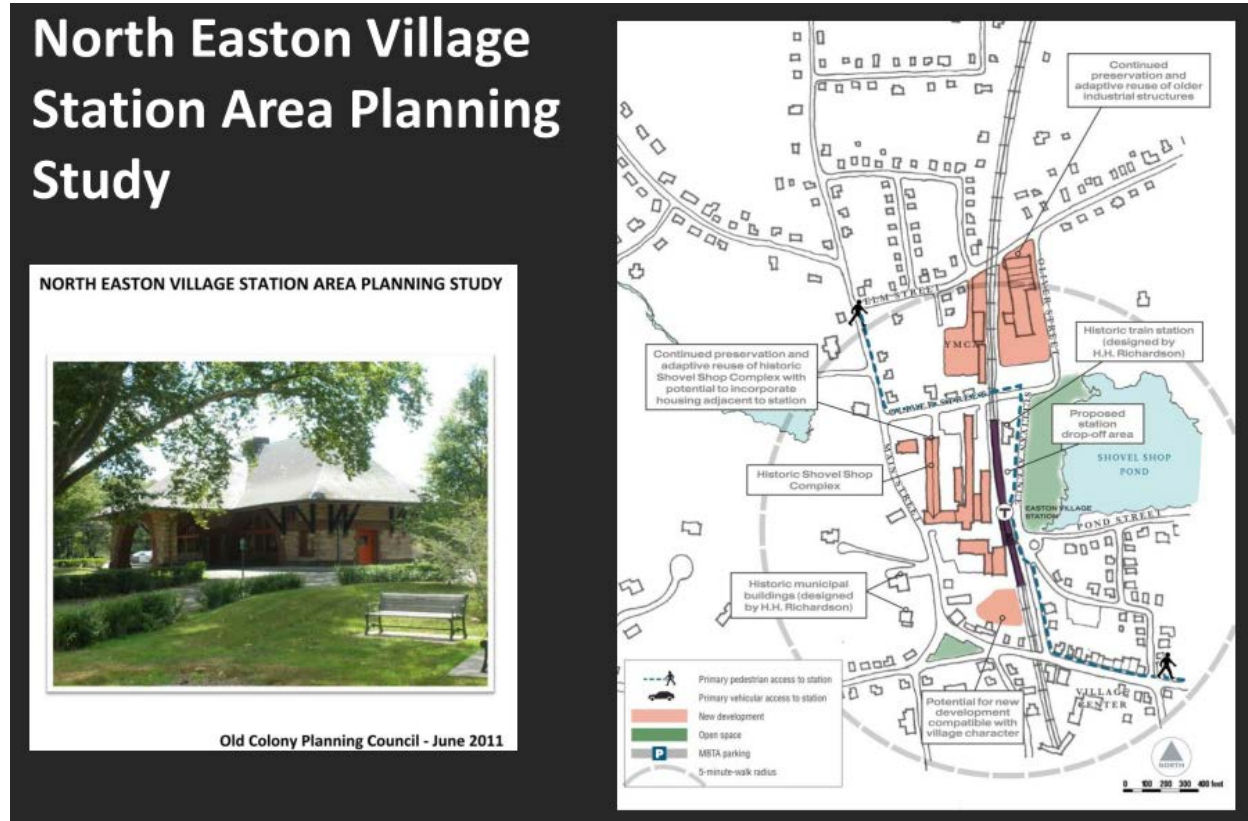 North Easton Village
Station Area Planning
Study
NORTH EASTON VILLAGE STATION AREA PLANNING STUDY
Old Colony Planning Council - June 2011
Continued
preservation and
adaptive reuse of older
industrial structures
ELM STREET
OLIVER STREET
YMCA
Historic train station
(designed by
H.H. Richardson)
Continued preservation and
adaptive reuse of historic
Shovel Shop Complex with
potential to incorporate
housing adjacent to station
Proposed
station
drop-off area
MAIN STREET
SHOVEL SHOP
POND
Historic Shovel Shop
Complex
T
EASTON VILLAGE
STATION
POND STREET
Historic municipal
buildings (designed
by H.H. Richardson)
VILLAGE
CENTER
Potential for new
development
compatible with
village character
Primary pedestrian access to station
Primary vehicular access to station
New development
Open space
P
MBTA parking
5-minute-walk radius
NORTH
0 100 200 300 400 feet